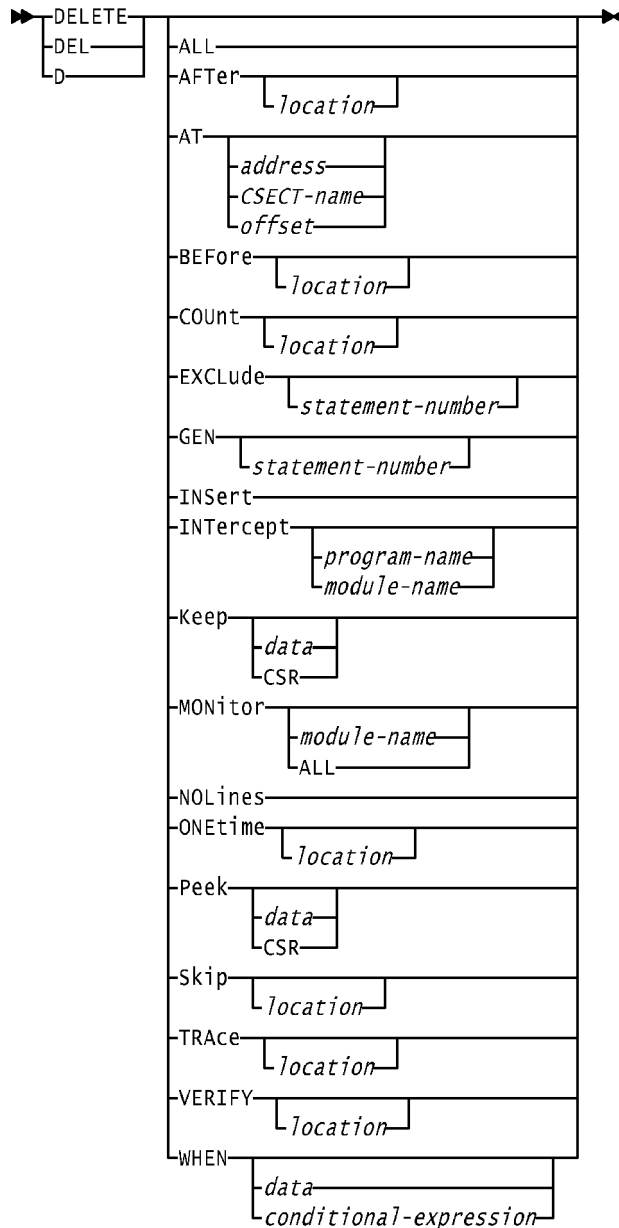 DELETE
DEL
D
ALL
AFTer
location
AT
address
CSECT-name
offset
BEFore
location
COUnt
location
EXCLude
statement-number
GEN
statement-number
INSert
INTercept
program-name
module-name
Keep
data
CSR
MONitor
module-name
ALL
NOLines
ONEtime
location
Peek
data
CSR
Skip
location
TRAce
location
VERIFY
location
WHEN
data
conditional-expression